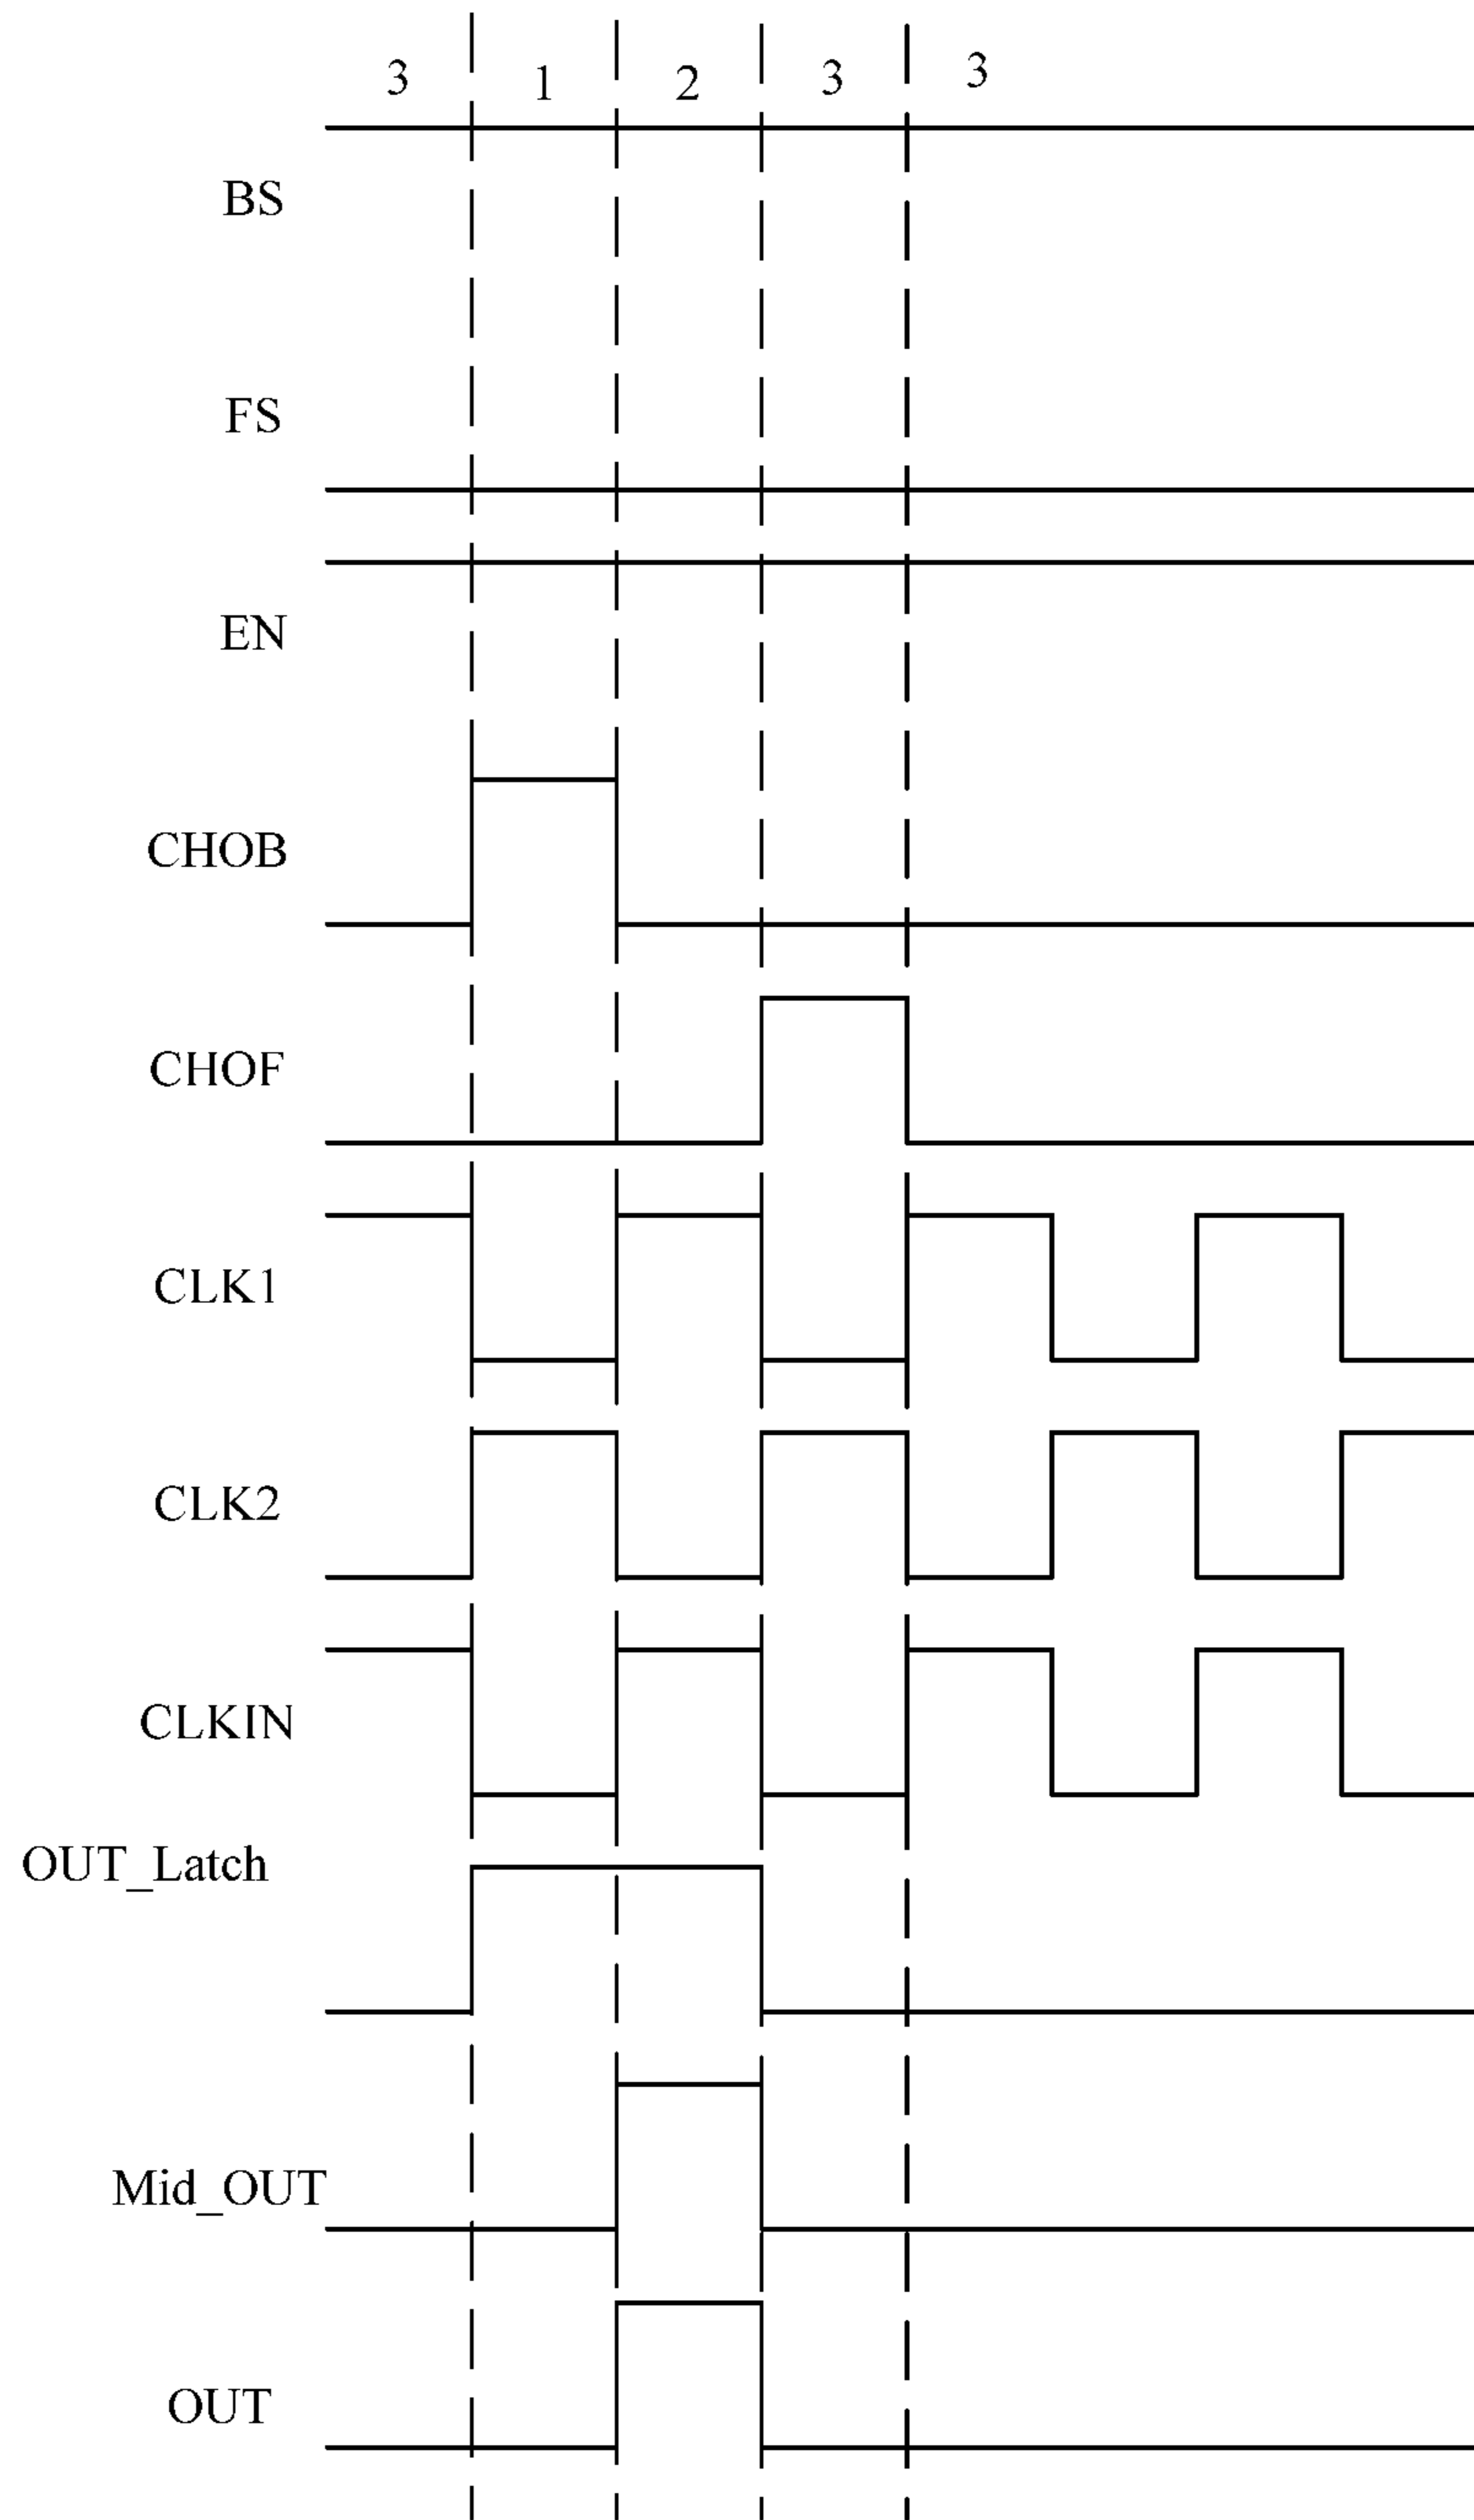 3 1 2 3 3
BS
FS
EN
CHOB
CHOF
CLK1
CLK2
CLKIN
OUT_Latch
Mid_OUT
OUT